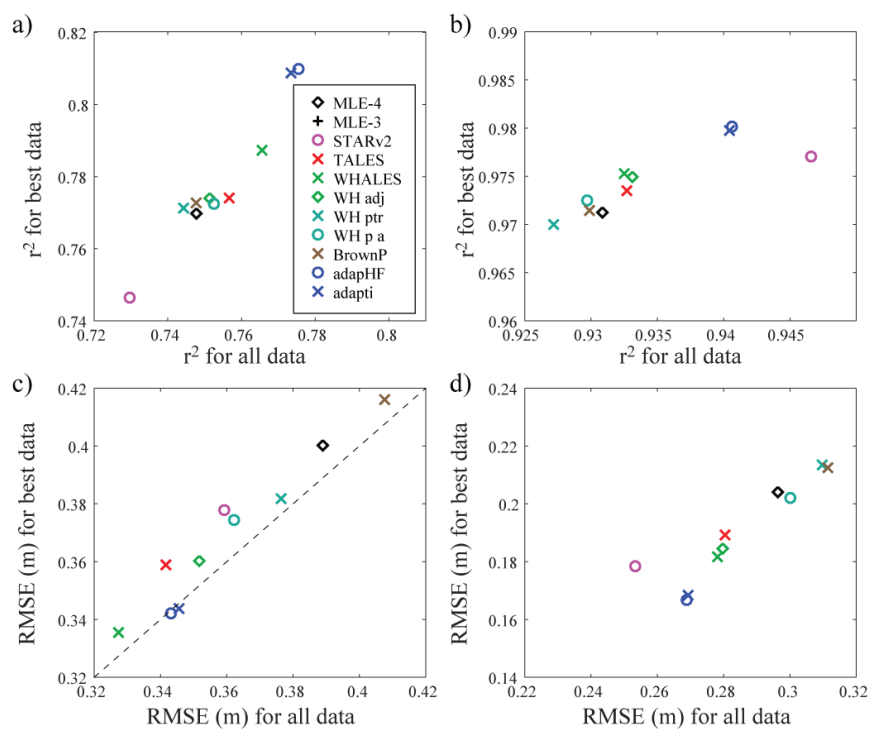 a)
0.82
0.8
0.78
0.76
0.74
0.72
0.74
0.76
0.78
0.8
r² for best data
r² for all data
MLE-4
MLE-3
STARv2
TALES
WHALES
WH adj
WH ptr
WH p a
BrownP
adapHF
adapti
b)
0.99
0.985
0.98
0.975
0.97
0.965
0.96
0.925
0.93
0.935
0.94
0.945
r² for best data
r² for all data
c)
0.42
0.4
0.38
0.36
0.34
0.32
0.32
0.34
0.36
0.38
0.4
0.42
RMSE (m) for best data
RMSE (m) for all data
d)
0.24
0.22
0.2
0.18
0.16
0.14
0.22
0.24
0.26
0.28
0.3
0.32
RMSE (m) for best data
RMSE (m) for all data